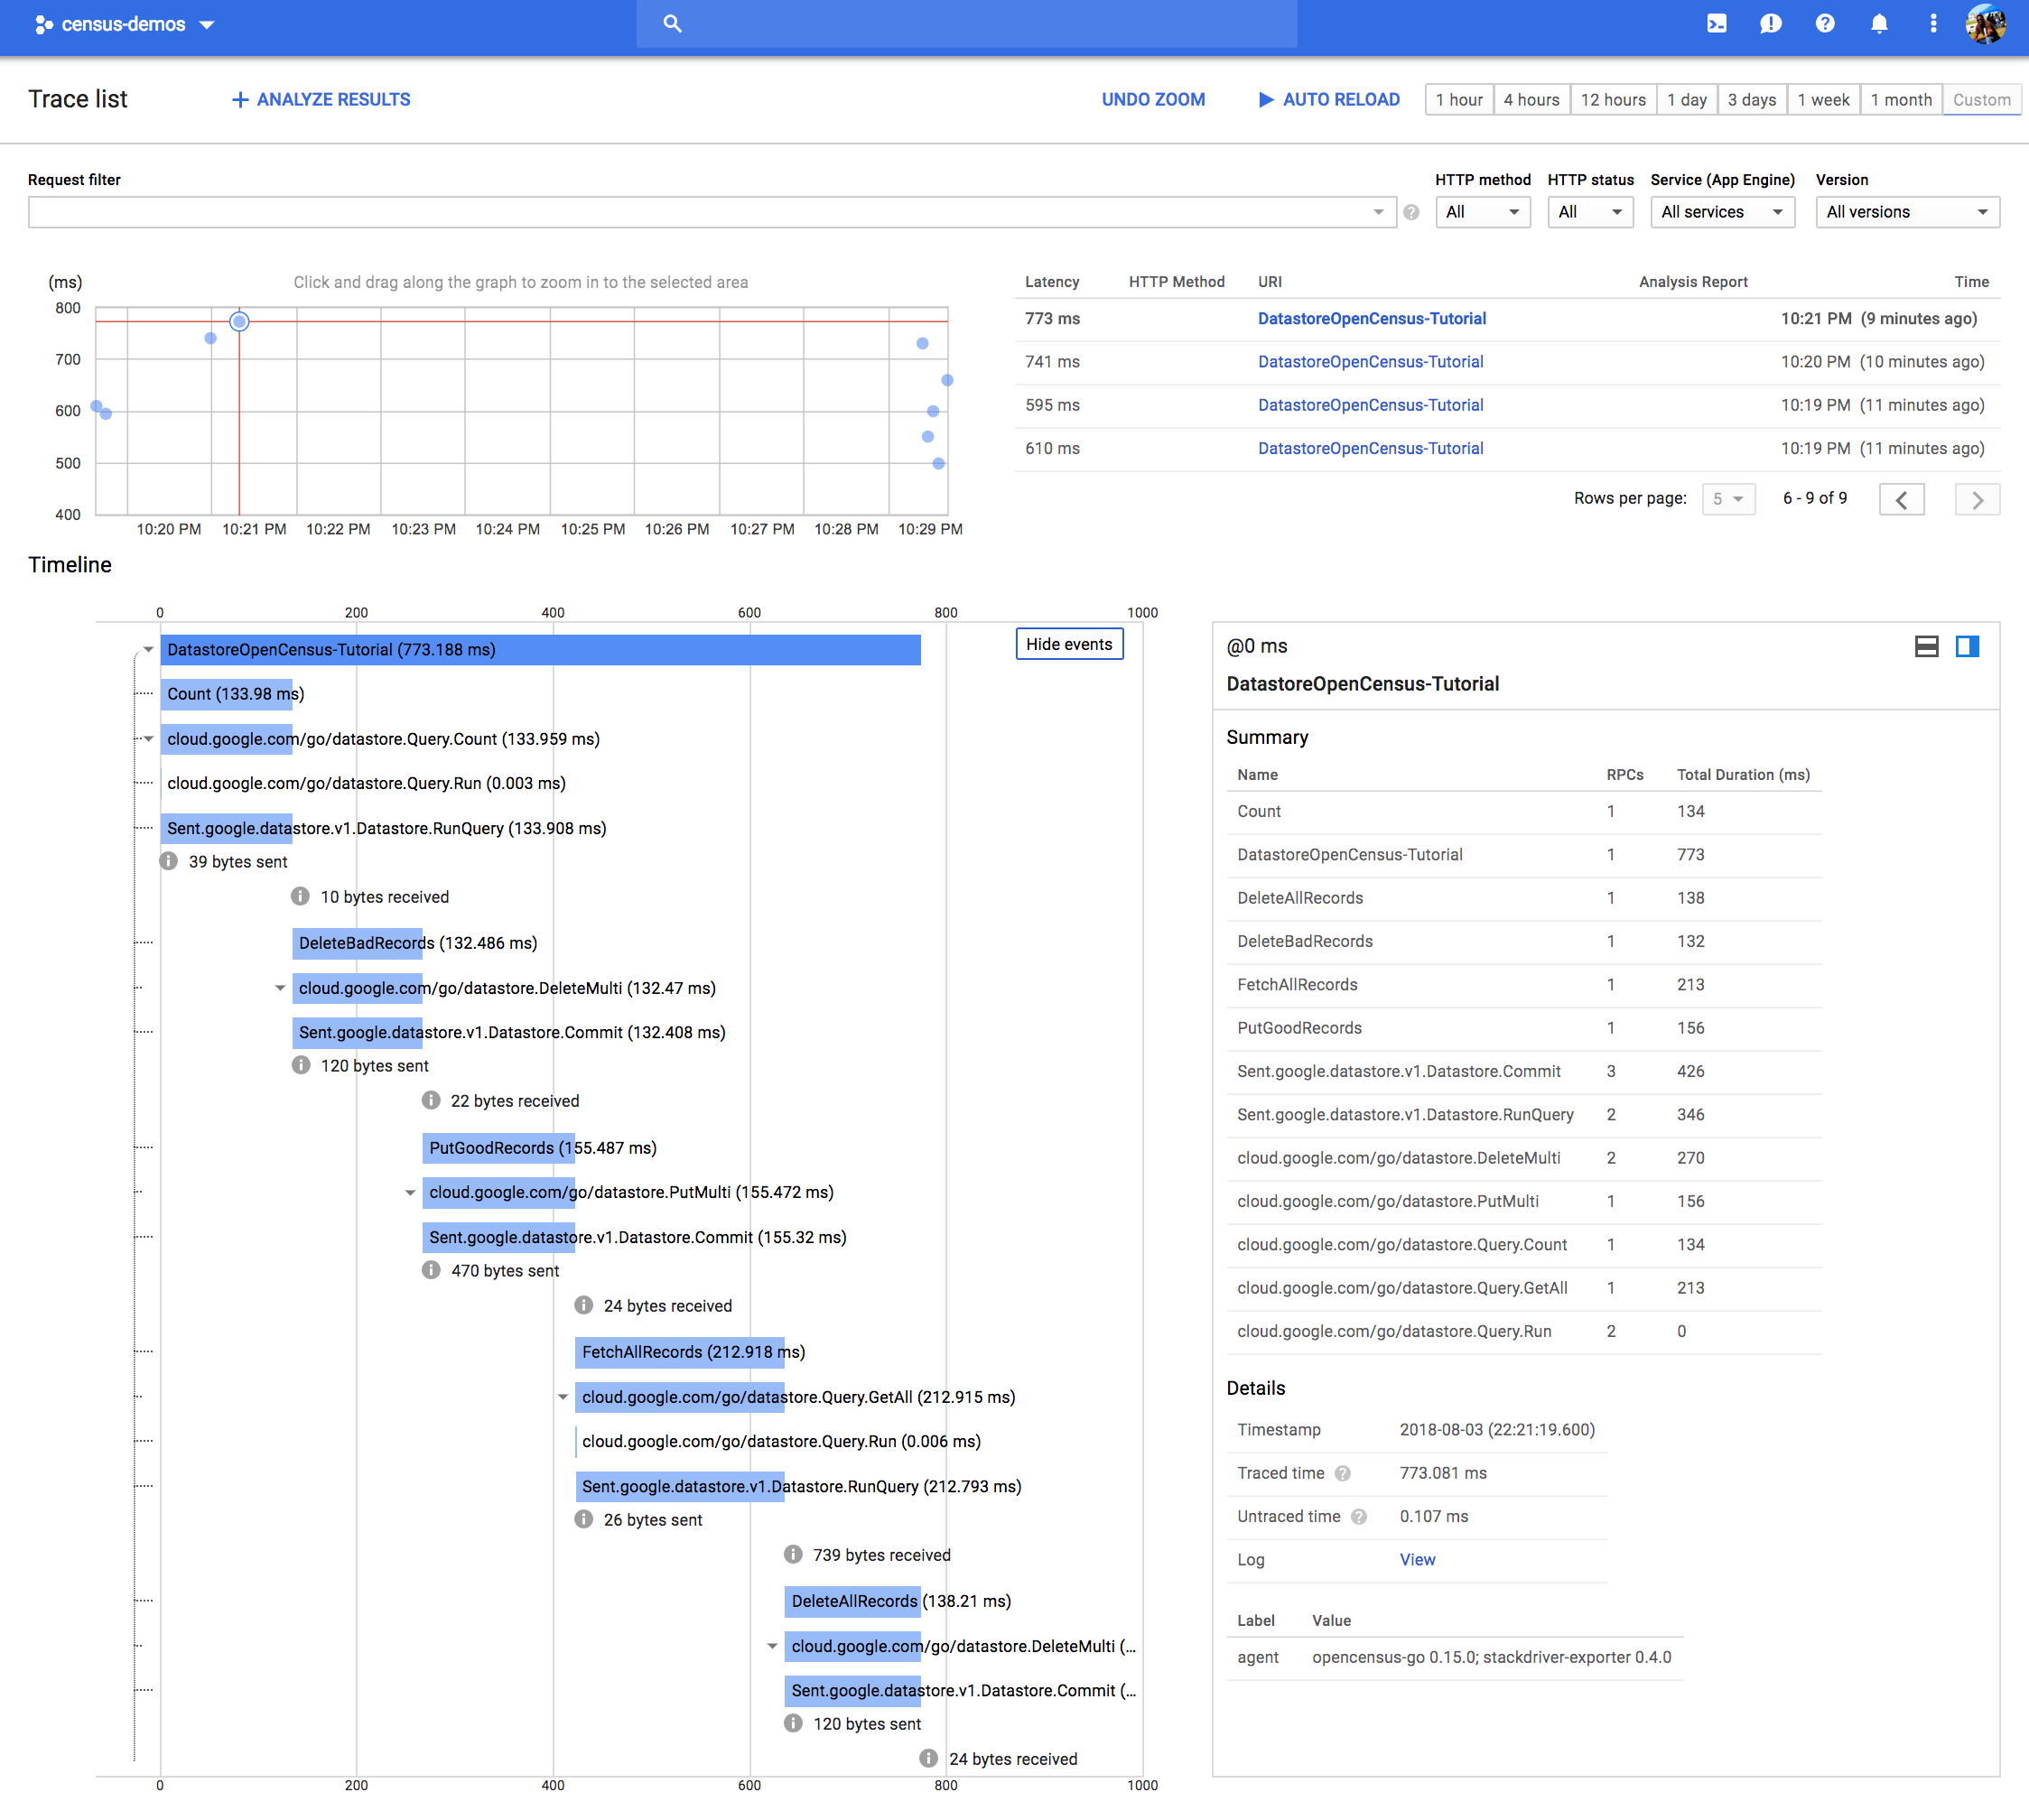 census-demos
Trace list
ANALYZE RESULTS
UNDO ZOOM
AUTO RELOAD
1 hour 4 hours 12 hours 1 day 3 days 1 week 1 month Custom
Request filter
HTTP method HTTP status Service (App Engine) Version
All All All services All versions
(ms)
Click and drag along the graph to zoom in to the selected area
800
700
600
500
400
10:20 PM 10:21 PM 10:22 PM 10:23 PM 10:24 PM 10:25 PM 10:26 PM 10:27 PM 10:28 PM 10:29 PM
Latency HTTP Method URI Analysis Report Time
773 ms DatastoreOpenCensus-Tutorial 10:21 PM (9 minutes ago)
741 ms DatastoreOpenCensus-Tutorial 10:20 PM (10 minutes ago)
595 ms DatastoreOpenCensus-Tutorial 10:19 PM (11 minutes ago)
610 ms DatastoreOpenCensus-Tutorial 10:19 PM (11 minutes ago)
Rows per page: 5 6 - 9 of 9
Timeline
0 200 400 600 800 1000
Hide events
DatastoreOpenCensus-Tutorial (773.188 ms)
Count (133.98 ms)
cloud.google.com/go/datastore.Query.Count (133.959 ms)
cloud.google.com/go/datastore.Query.Run (0.003 ms)
Sent.google.datastore.v1.Datastore.RunQuery (133.908 ms)
39 bytes sent
10 bytes received
DeleteBadRecords (132.486 ms)
cloud.google.com/go/datastore.DeleteMulti (132.47 ms)
Sent.google.datastore.v1.Datastore.Commit (132.408 ms)
120 bytes sent
22 bytes received
PutGoodRecords (155.487 ms)
cloud.google.com/go/datastore.PutMulti (155.472 ms)
Sent.google.datastore.v1.Datastore.Commit (155.32 ms)
470 bytes sent
24 bytes received
FetchAllRecords (212.918 ms)
cloud.google.com/go/datastore.Query.GetAll (212.915 ms)
cloud.google.com/go/datastore.Query.Run (0.006 ms)
Sent.google.datastore.v1.Datastore.RunQuery (212.793 ms)
26 bytes sent
739 bytes received
DeleteAllRecords (138.21 ms)
cloud.google.com/go/datastore.DeleteMulti (...
Sent.google.datastore.v1.Datastore.Commit (...
120 bytes sent
24 bytes received
0 200 400 600 800 1000
@0 ms
DatastoreOpenCensus-Tutorial
Summary
Name RPCs Total Duration (ms)
Count 1 134
DatastoreOpenCensus-Tutorial 1 773
DeleteAllRecords 1 138
DeleteBadRecords 1 132
FetchAllRecords 1 213
PutGoodRecords 1 156
Sent.google.datastore.v1.Datastore.Commit 3 426
Sent.google.datastore.v1.Datastore.RunQuery 2 346
cloud.google.com/go/datastore.DeleteMulti 2 270
cloud.google.com/go/datastore.PutMulti 1 156
cloud.google.com/go/datastore.Query.Count 1 134
cloud.google.com/go/datastore.Query.GetAll 1 213
cloud.google.com/go/datastore.Query.Run 2 0
Details
Timestamp 2018-08-03 (22:21:19.600)
Traced time 773.081 ms
Untraced time 0.107 ms
Log View
Label Value
agent opencensus-go 0.15.0; stackdriver-exporter 0.4.0